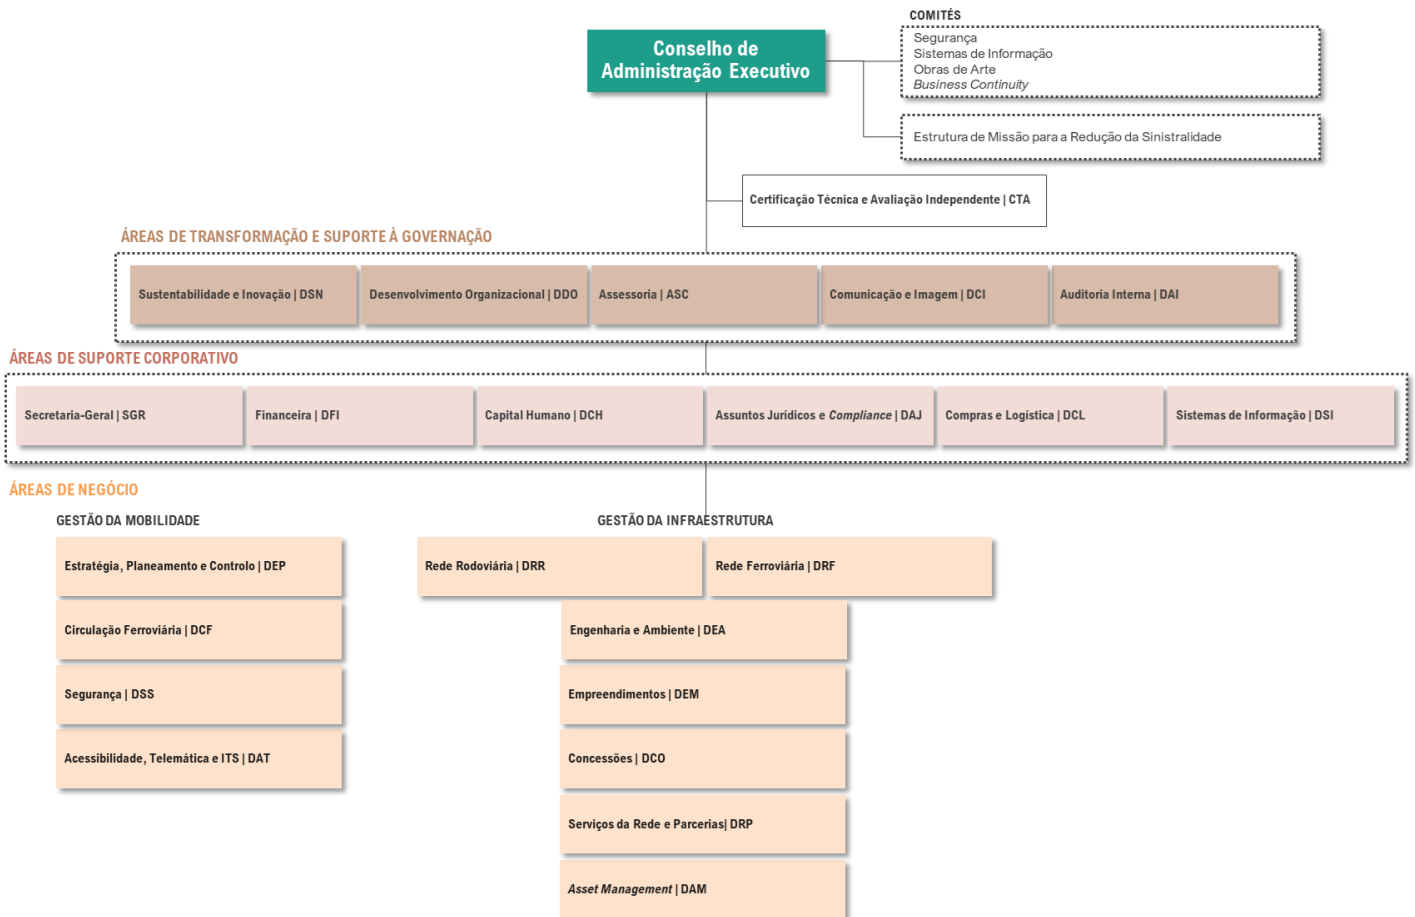 COMITÉS
Conselho de
Administração Executivo
Segurança
Sistemas de Informação
Obras de Arte
Business Continuity
Estrutura de Missão para a Redução da Sinistralidade
Certificação Técnica e Avaliação Independente | CTA
ÁREAS DE TRANSFORMAÇÃO E SUPORTE À GOVERNAÇÃO
Sustentabilidade e Inovação | DSN
Desenvolvimento Organizacional | DDO
Assessoria | ASC
Comunicação e Imagem | DCI
Auditoria Interna | DAI
ÁREAS DE SUPORTE CORPORATIVO
Secretaria-Geral | SGR
Financeira | DFI
Capital Humano | DCH
Assuntos Jurídicos e Compliance | DAJ
Compras e Logística | DCL
Sistemas de Informação | DSI
ÁREAS DE NEGÓCIO
GESTÃO DA MOBILIDADE
Estratégia, Planeamento e Controlo | DEP
Circulação Ferroviária | DCF
Segurança | DSS
Acessibilidade, Telemática e ITS | DAT
GESTÃO DA INFRAESTRUTURA
Rede Rodoviária | DRR
Rede Ferroviária | DRF
Engenharia e Ambiente | DEA
Empreendimentos | DEM
Concessões | DCO
Serviços da Rede e Parcerias| DRP
Asset Management | DAM